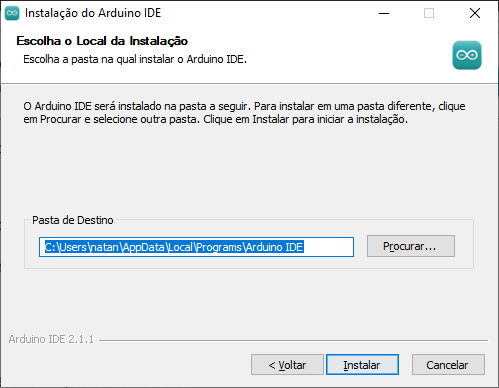 Instalação do Arduino IDE
Escolha o Local da Instalação
Escolha a pasta na qual instalar o Arduino IDE.
O Arduino IDE será instalado na pasta a seguir. Para instalar em uma pasta diferente, clique
em Procurar e selecione outra pasta. Clique em Instalar para iniciar a instalação.
Pasta de Destino
C:\Users\natan\AppData\Local\Programs\Arduino IDE
Procurar...
Arduino IDE 2.1.1
< Voltar
Instalar
Cancelar